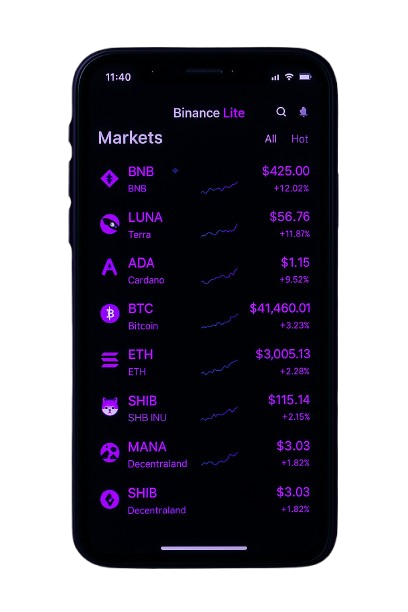 11:40
Binance Lite
Markets
All Hot
BNB $425.00
BNB +12.02%
LUNA $56.76
Terra +11.87%
ADA $1.15
Cardano +9.52%
BTC $41,460.01
Bitcoin +3.23%
ETH $3,005.13
ETH +2.28%
SHIB $115.14
SHB INU +2.15%
MANA $3.03
Decentraland +1.82%
SHIB $3.03
Decentraland +1.82%